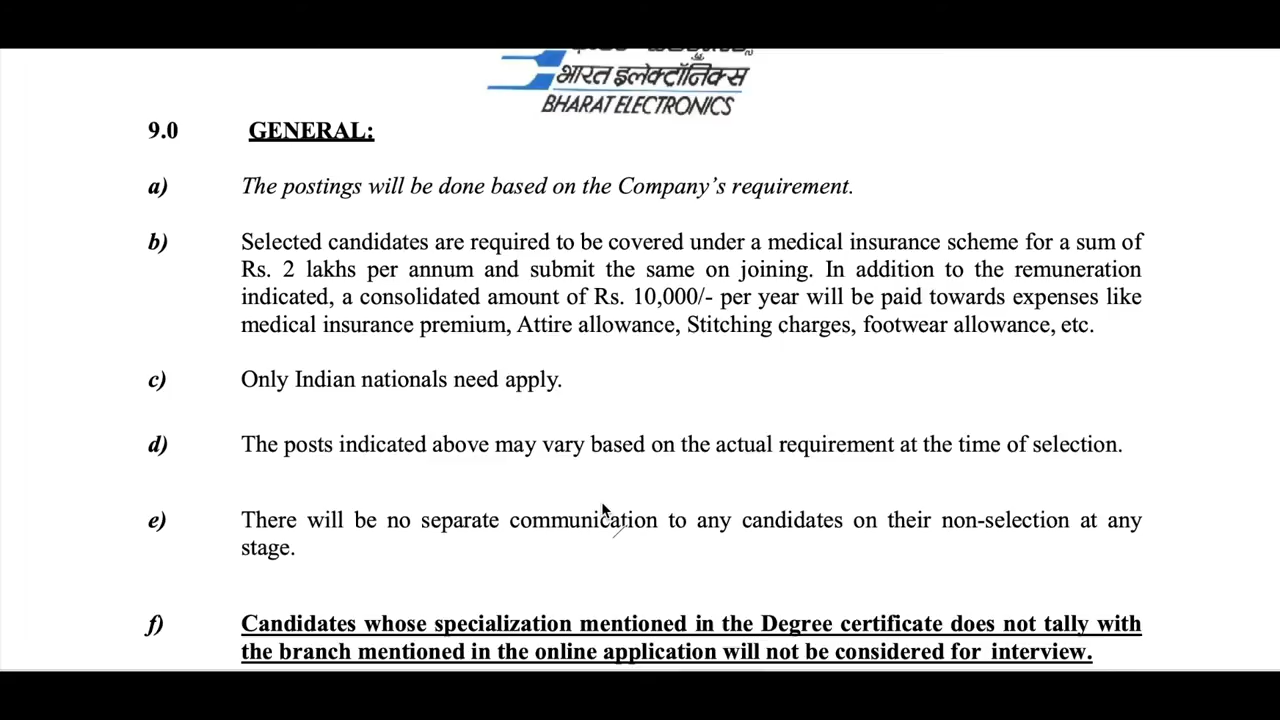 भारत इलेक्ट्रॉनिक्स
BHARAT ELECTRONICS
9.0 GENERAL:
a) The postings will be done based on the Company’s requirement.
b) Selected candidates are required to be covered under a medical insurance scheme for a sum of
Rs. 2 lakhs per annum and submit the same on joining. In addition to the remuneration
indicated, a consolidated amount of Rs. 10,000/- per year will be paid towards expenses like
medical insurance premium, Attire allowance, Stitching charges, footwear allowance, etc.
c) Only Indian nationals need apply.
d) The posts indicated above may vary based on the actual requirement at the time of selection.
e) There will be no separate communication to any candidates on their non-selection at any
stage.
f) Candidates whose specialization mentioned in the Degree certificate does not tally with
the branch mentioned in the online application will not be considered for interview.